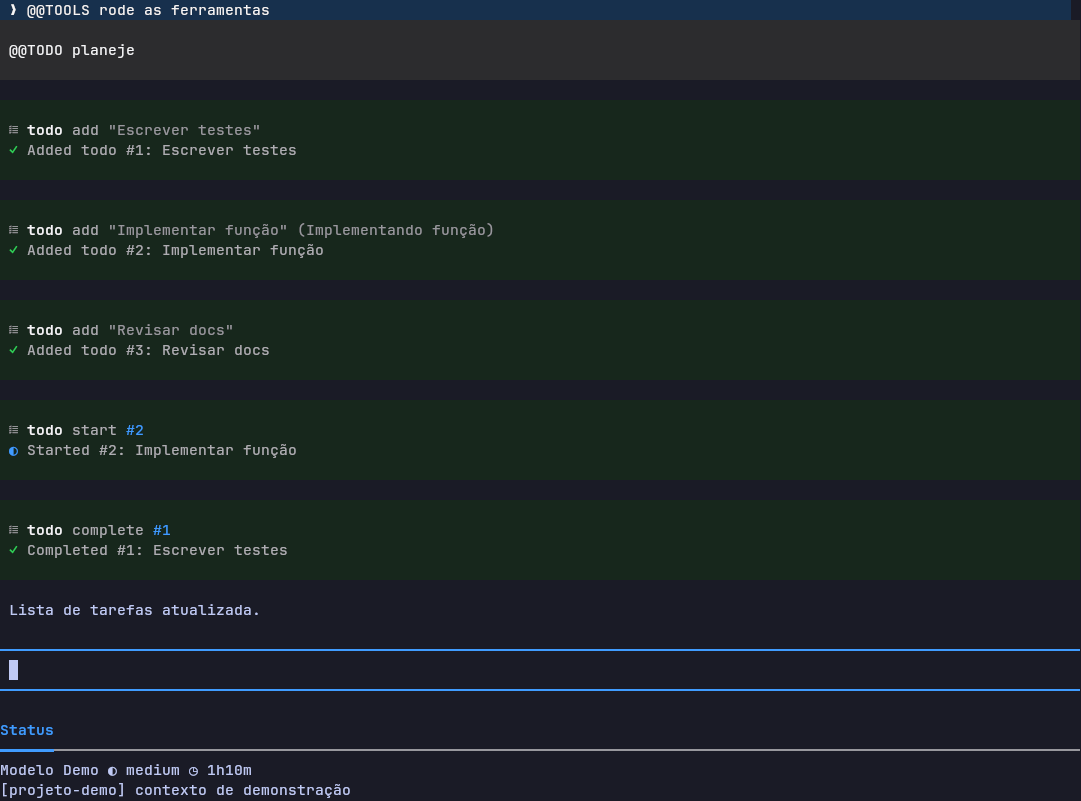 ❱ @@TOOLS rode as ferramentas
@@TODO planeje
≔ todo add "Escrever testes"
✓ Added todo #1: Escrever testes
≔ todo add "Implementar função" (Implementando função)
✓ Added todo #2: Implementar função
≔ todo add "Revisar docs"
✓ Added todo #3: Revisar docs
≔ todo start #2
◐ Started #2: Implementar função
≔ todo complete #1
✓ Completed #1: Escrever testes
Lista de tarefas atualizada.
Status
Modelo Demo ◐ medium ◷ 1h10m
[projeto-demo] contexto de demonstração